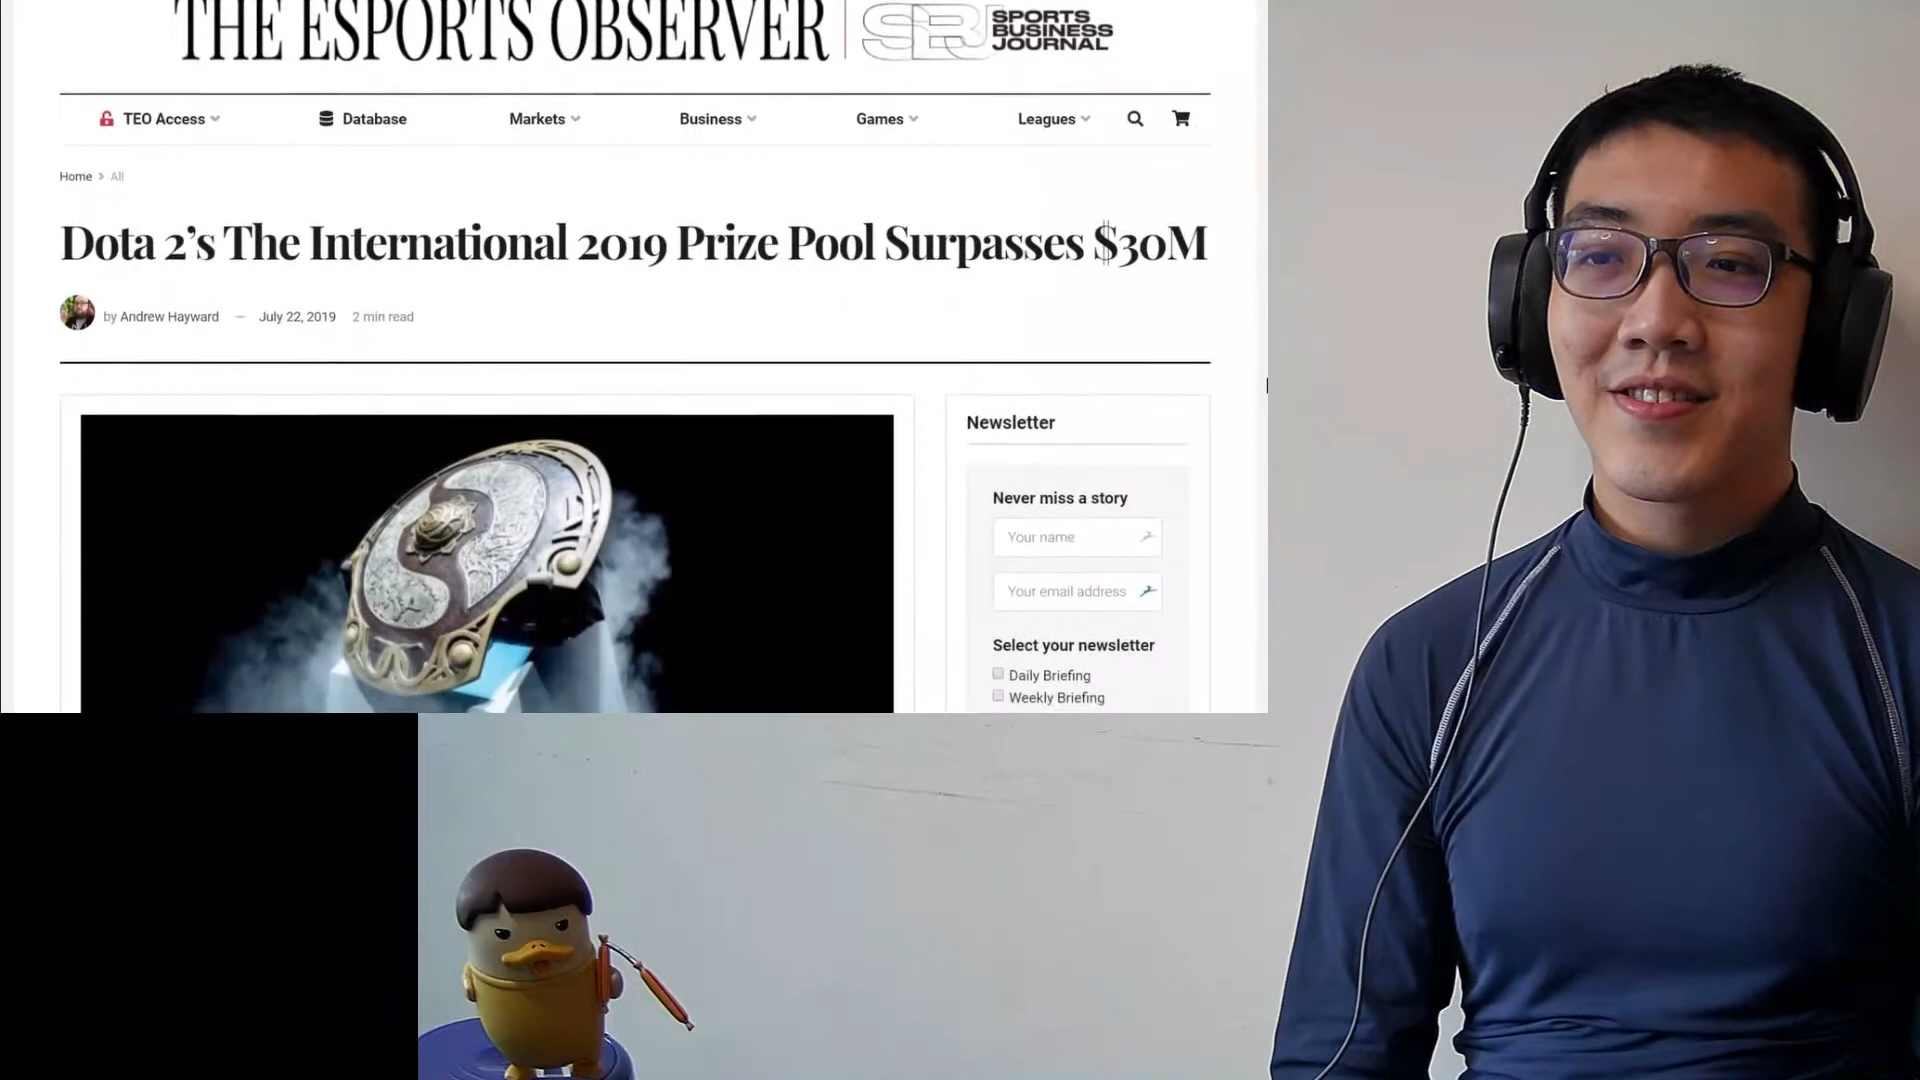 THE ESPORTS OBSERVER
SBJ SPORTS
BUSINESS
JOURNAL
TEO Access
Database
Markets
Business
Games
Leagues
Home > All
Dota 2’s The International 2019 Prize Pool Surpasses $30M
by Andrew Hayward — July 22, 2019 2 min read
Newsletter
Never miss a story
Your name
Your email address
Select your newsletter
Daily Briefing
Weekly Briefing